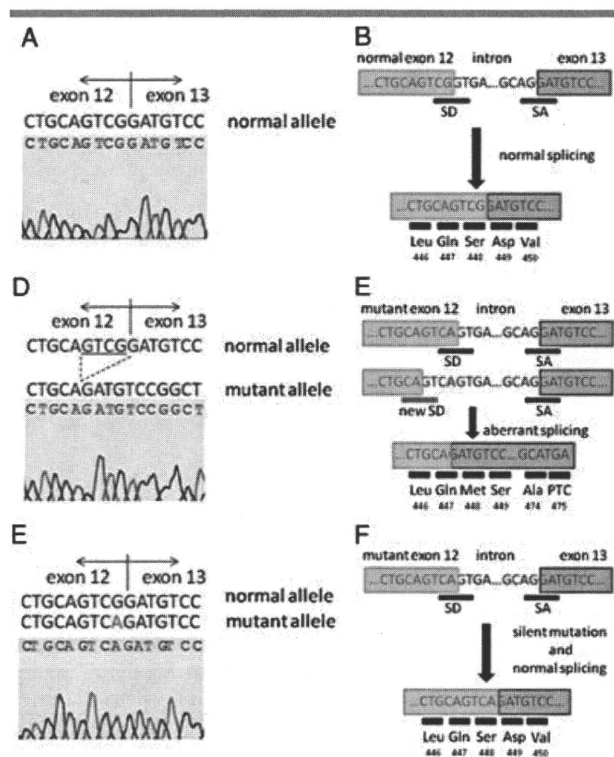 A
exon 12 exon 13
CTGCAGTCGGATGTCC normal allele
CTGCAGTCGGATGTCC
B
normal exon 12 intron exon 13
...CTGCAGTCGGTGA...GCAGGATGTCC...
SD SA
normal splicing
...CTGCAGTCGGATGTCC...
Leu Gln Ser Asp Val
446 447 448 449 450
D
exon 12 exon 13
CTGCAGTCGGATGTCC normal allele
CTGCAGATGTCCGGCT mutant allele
CTGCAGATGTCCGGCT
E
mutant exon 12 intron exon 13
...CTGCAGTCAGTGA...GCAGGATGTCC...
SD SA
...CTGCAGTCAGTGA...GCAGGATGTCC...
new SD SA
aberrant splicing
...CTGCAGATGTCC...GCATGA
Leu Gln Met Ser Ala PTC
446 447 448 449 474 475
E
exon 12 exon 13
CTGCAGTCGGATGTCC normal allele
CTGCAGTCAGATGTCC mutant allele
CTGCAGTCAGATGTCC
F
mutant exon 12 intron exon 13
...CTGCAGTCAGTGA...GCAGGATGTCC...
SD SA
silent mutation
and
normal splicing
...CTGCAGTCAGATGTCC...
Leu Gln Ser Asp Val
446 447 448 449 450